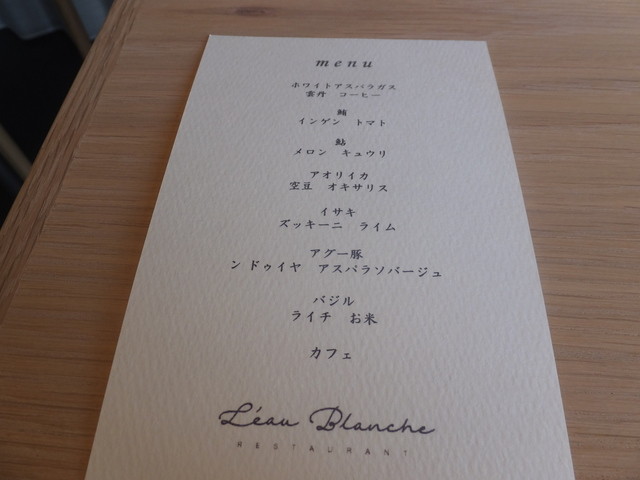 menu
ホワイトアスパラガス
雲丹 コーヒー
鮪
インゲン トマト
鮎
メロン キュウリ
アオリイカ
空豆 オキサリス
イサキ
ズッキーニ ライム
アグー豚
ン ドゥイヤ アスパラソバージュ
バジル
ライチ お米
カフェ
L'eau Blanche
RESTAURANT